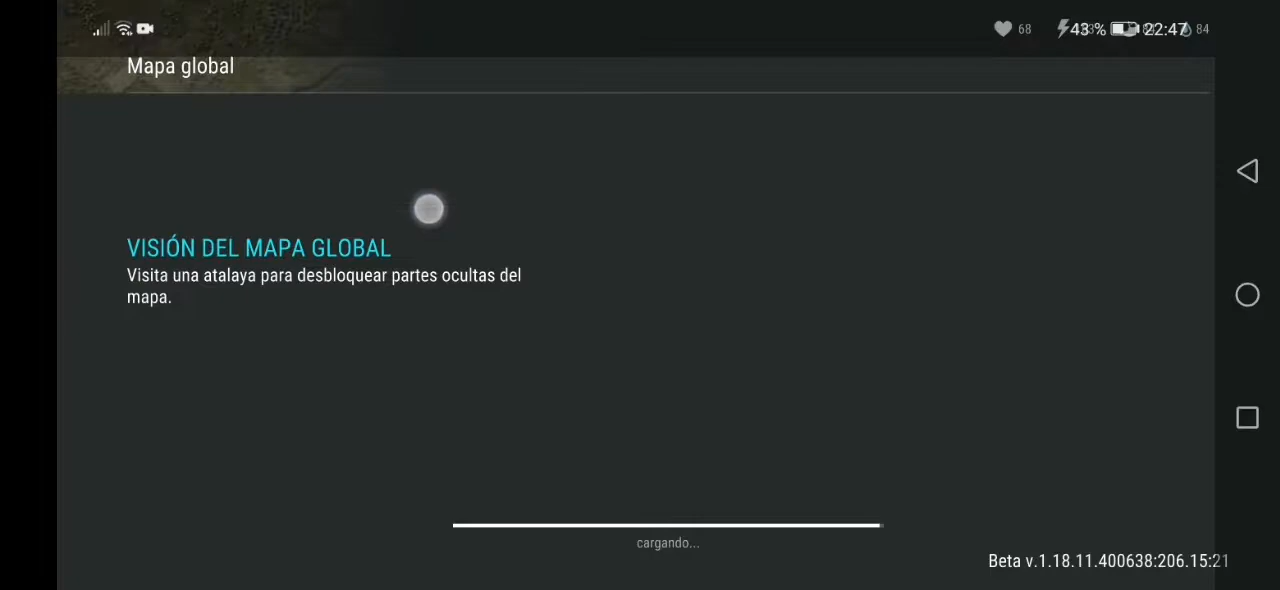 68 43% 22:47 84
Mapa global
VISIÓN DEL MAPA GLOBAL
Visita una atalaya para desbloquear partes ocultas del
mapa.
cargando...
Beta v.1.18.11.400638:206.15:21